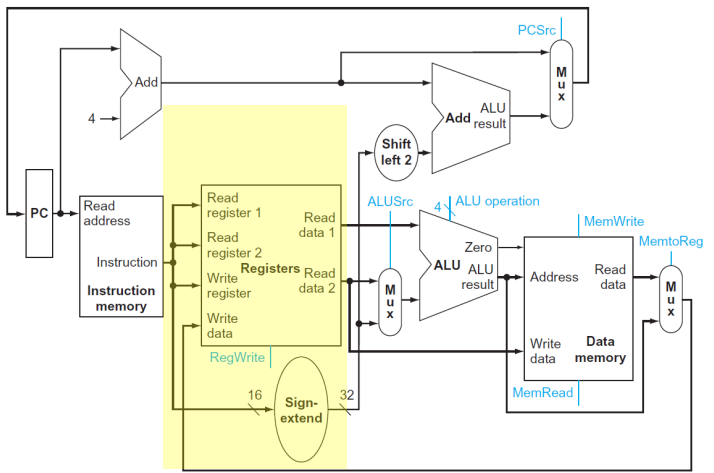 PCSrc
Add
M
u
x
4
Add
ALU
result
Shift
left 2
PC
Read
address
Instruction
Instruction
memory
Read
register 1
Read
register 2
Write
register
Write
data
Registers
Read
data 1
Read
data 2
RegWrite
16
Sign-
extend
32
ALUSrc
M
u
x
4
ALU operation
Zero
ALU
ALU
result
MemWrite
Address
Read
data
Write
data
Data
memory
MemRead
MemtoReg
M
u
x